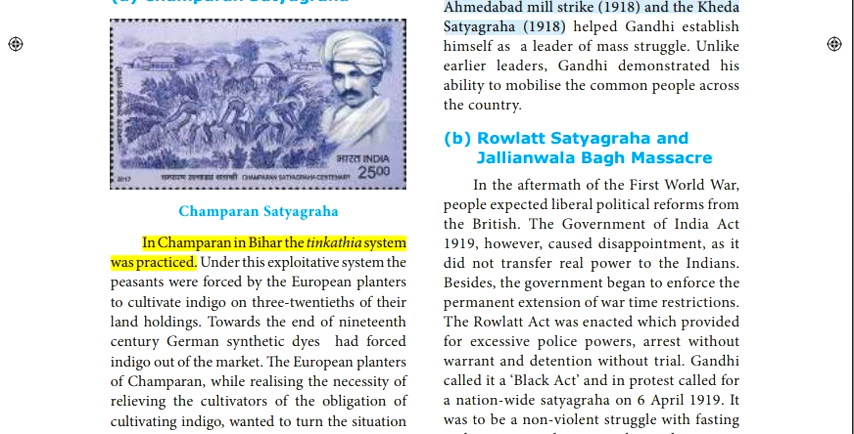 (a) Champaran Satyagraha
भारत INDIA
2500
2017
CHAMPARAN SATYAGRAHA CENTENARY
Champaran Satyagraha
In Champaran in Bihar the tinkathia system
was practiced. Under this exploitative system the
peasants were forced by the European planters
to cultivate indigo on three-twentieths of their
land holdings. Towards the end of nineteenth
century German synthetic dyes had forced
indigo out of the market. The European planters
of Champaran, while realising the necessity of
relieving the cultivators of the obligation of
cultivating indigo, wanted to turn the situation
Ahmedabad mill strike (1918) and the Kheda
Satyagraha (1918) helped Gandhi establish
himself as a leader of mass struggle. Unlike
earlier leaders, Gandhi demonstrated his
ability to mobilise the common people across
the country.
(b) Rowlatt Satyagraha and
Jallianwala Bagh Massacre
In the aftermath of the First World War,
people expected liberal political reforms from
the British. The Government of India Act
1919, however, caused disappointment, as it
did not transfer real power to the Indians.
Besides, the government began to enforce the
permanent extension of war time restrictions.
The Rowlatt Act was enacted which provided
for excessive police powers, arrest without
warrant and detention without trial. Gandhi
called it a ‘Black Act’ and in protest called for
a nation-wide satyagraha on 6 April 1919. It
was to be a non-violent struggle with fasting